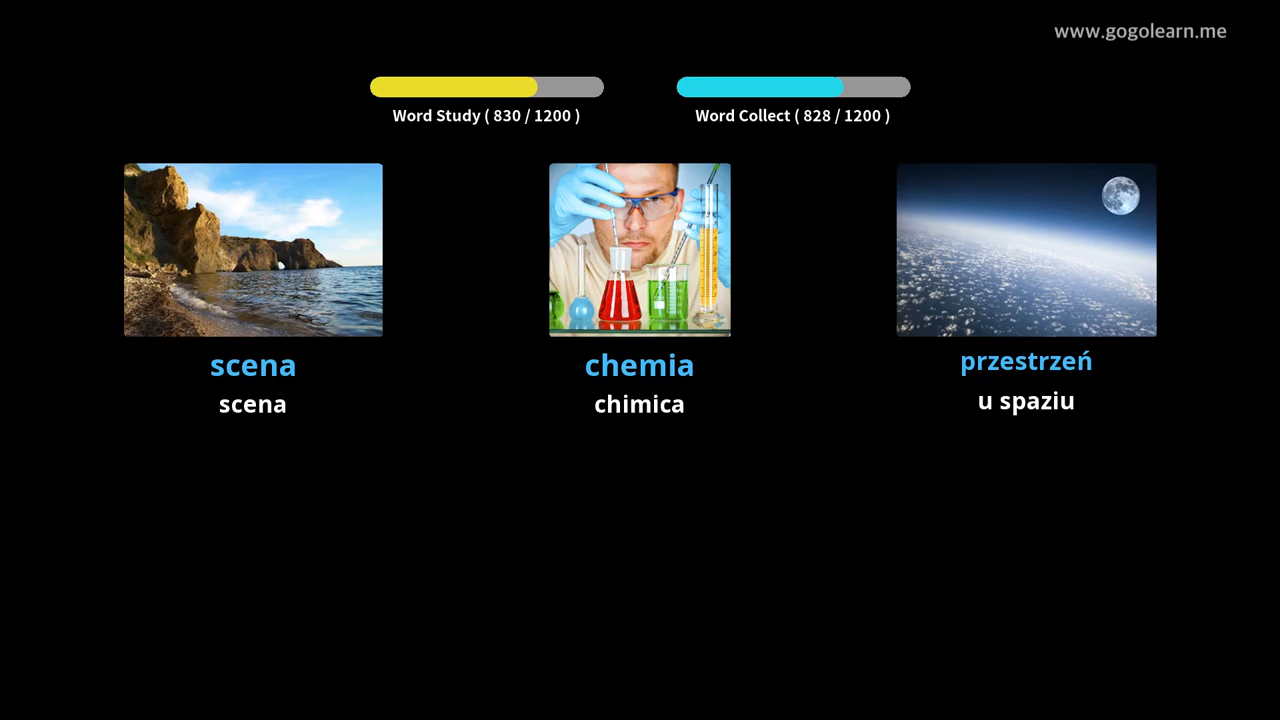 www.gogolearn.me
Word Study ( 830 / 1200 )
Word Collect ( 828 / 1200 )
scena
scena
chemia
chimica
przestrzeń
u spaziu